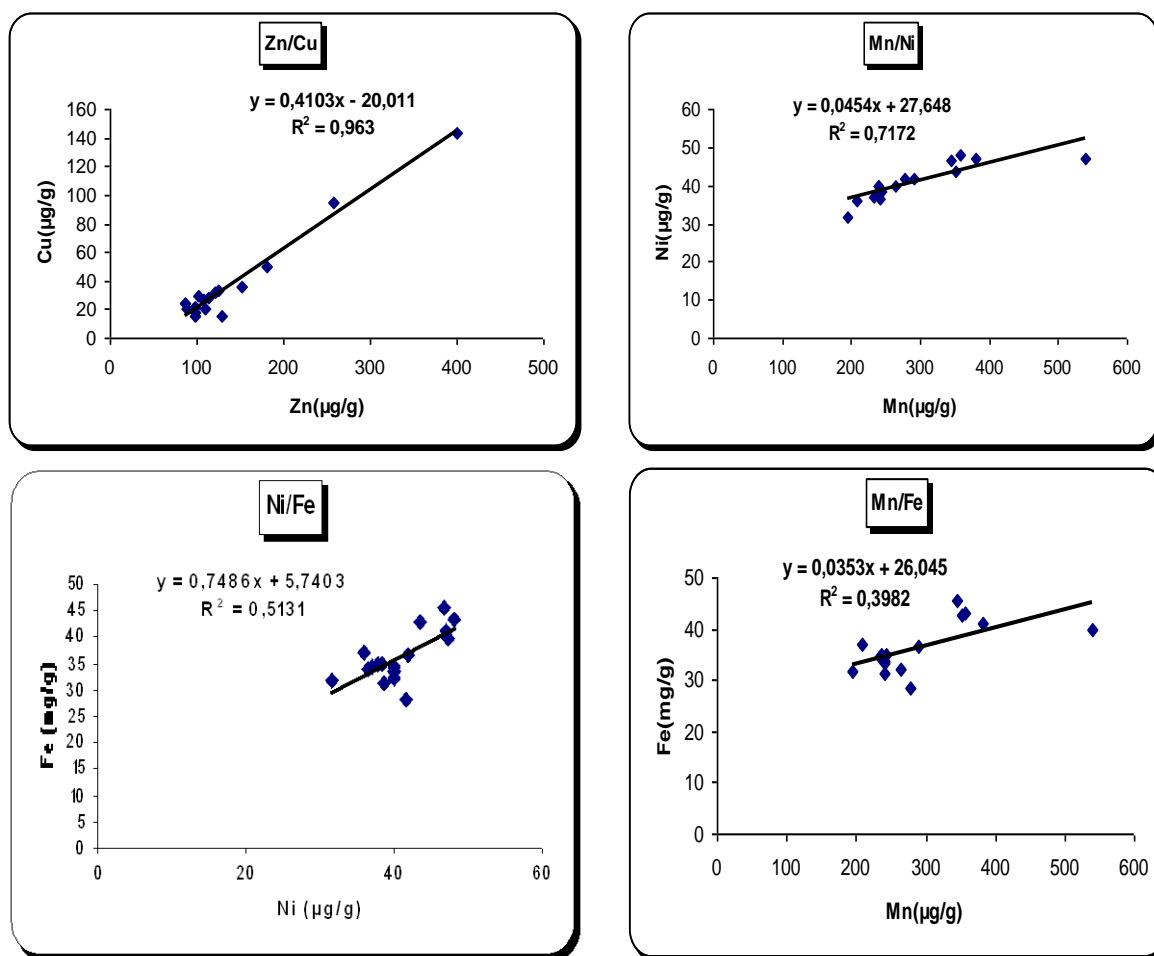 Zn/Cu
y = 0,4103x - 20,011
R² = 0,963
160
140
120
100
80
60
40
20
0
Cu(µg/g)
0 100 200 300 400 500
Zn(µg/g)
Mn/Ni
y = 0,0454x + 27,648
R² = 0,7172
60
50
40
30
20
10
0
Ni(µg/g)
0 100 200 300 400 500 600
Mn(µg/g)
Ni/Fe
y = 0,7486x + 5,7403
R² = 0,5131
50
45
40
35
30
25
20
15
10
5
0
Fe (mg/g)
0 20 40 60
Ni (µg/g)
Mn/Fe
y = 0,0353x + 26,045
R² = 0,3982
50
40
30
20
10
0
Fe(mg/g)
0 100 200 300 400 500 600
Mn(µg/g)